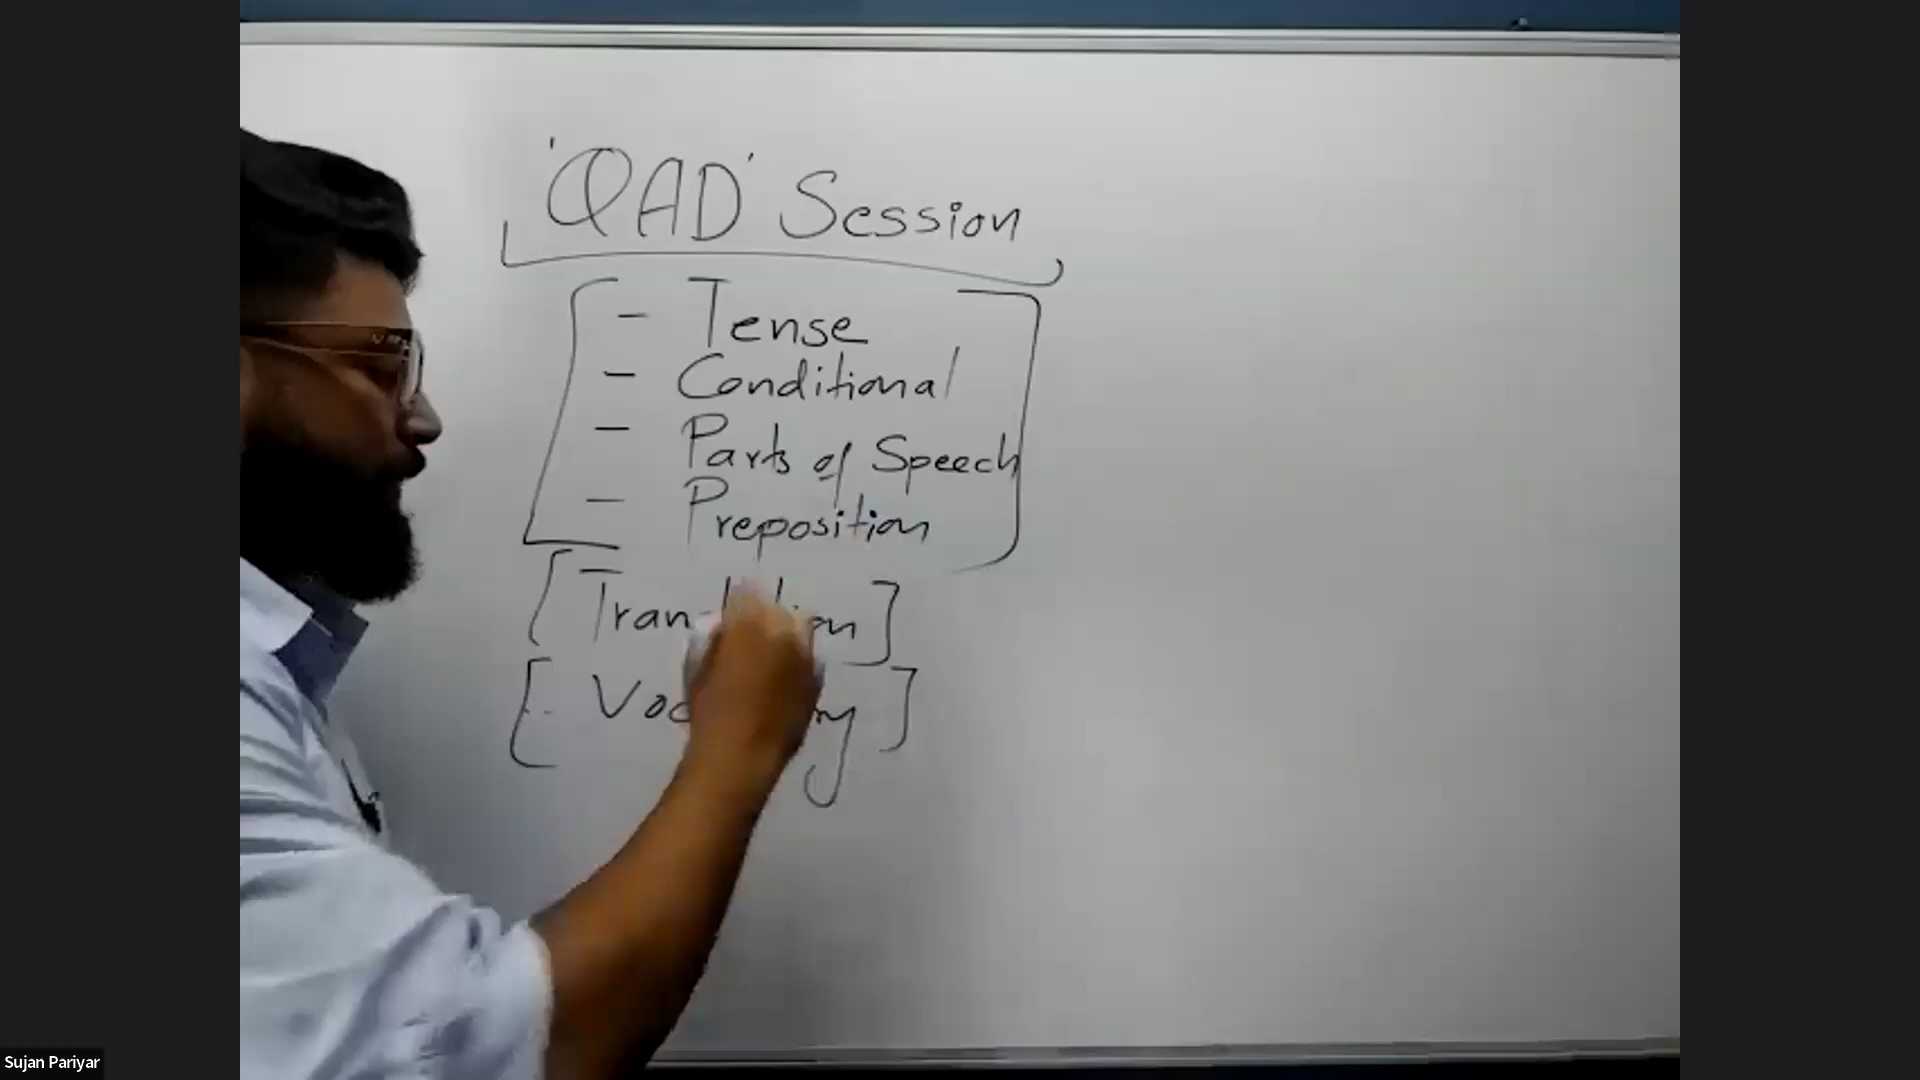 'QAD' Session
- Tense
- Conditional
- Parts of Speech
- Preposition
Sujan Pariyar